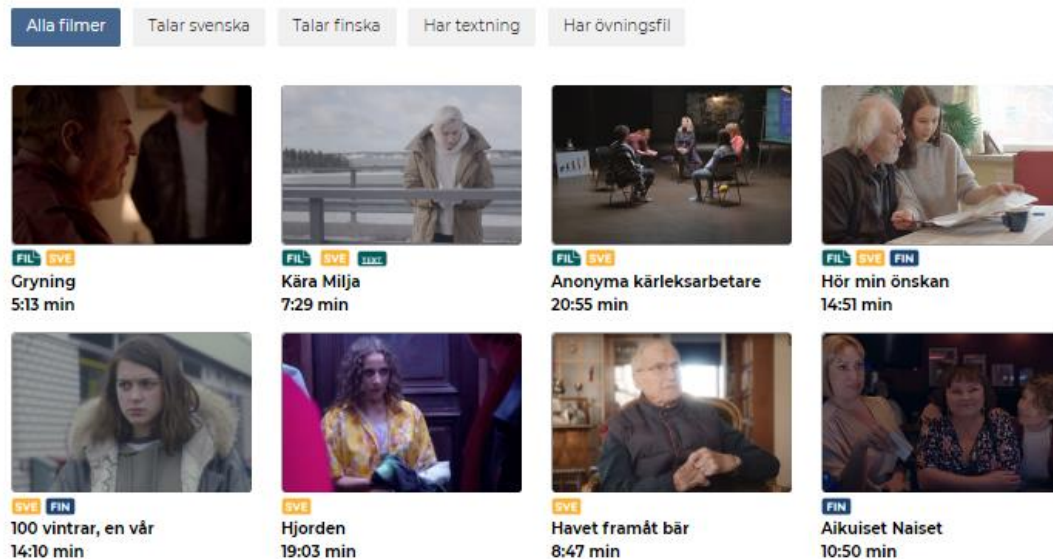 Alla filmer Talar svenska Talar finska Har textning Har övningsfil
FIL SVE
Gryning
5:13 min
FIL SVE TEXT
Kära Milja
7:29 min
FIL SVE
Anonyma kärleksarbetare
20:55 min
FIL SVE FIN
Hör min önskan
14:51 min
SVE FIN
100 vintrar, en vår
14:10 min
SVE
Hjorden
19:03 min
SVE
Havet framåt bär
8:47 min
FIN
Aikuiset Naiset
10:50 min